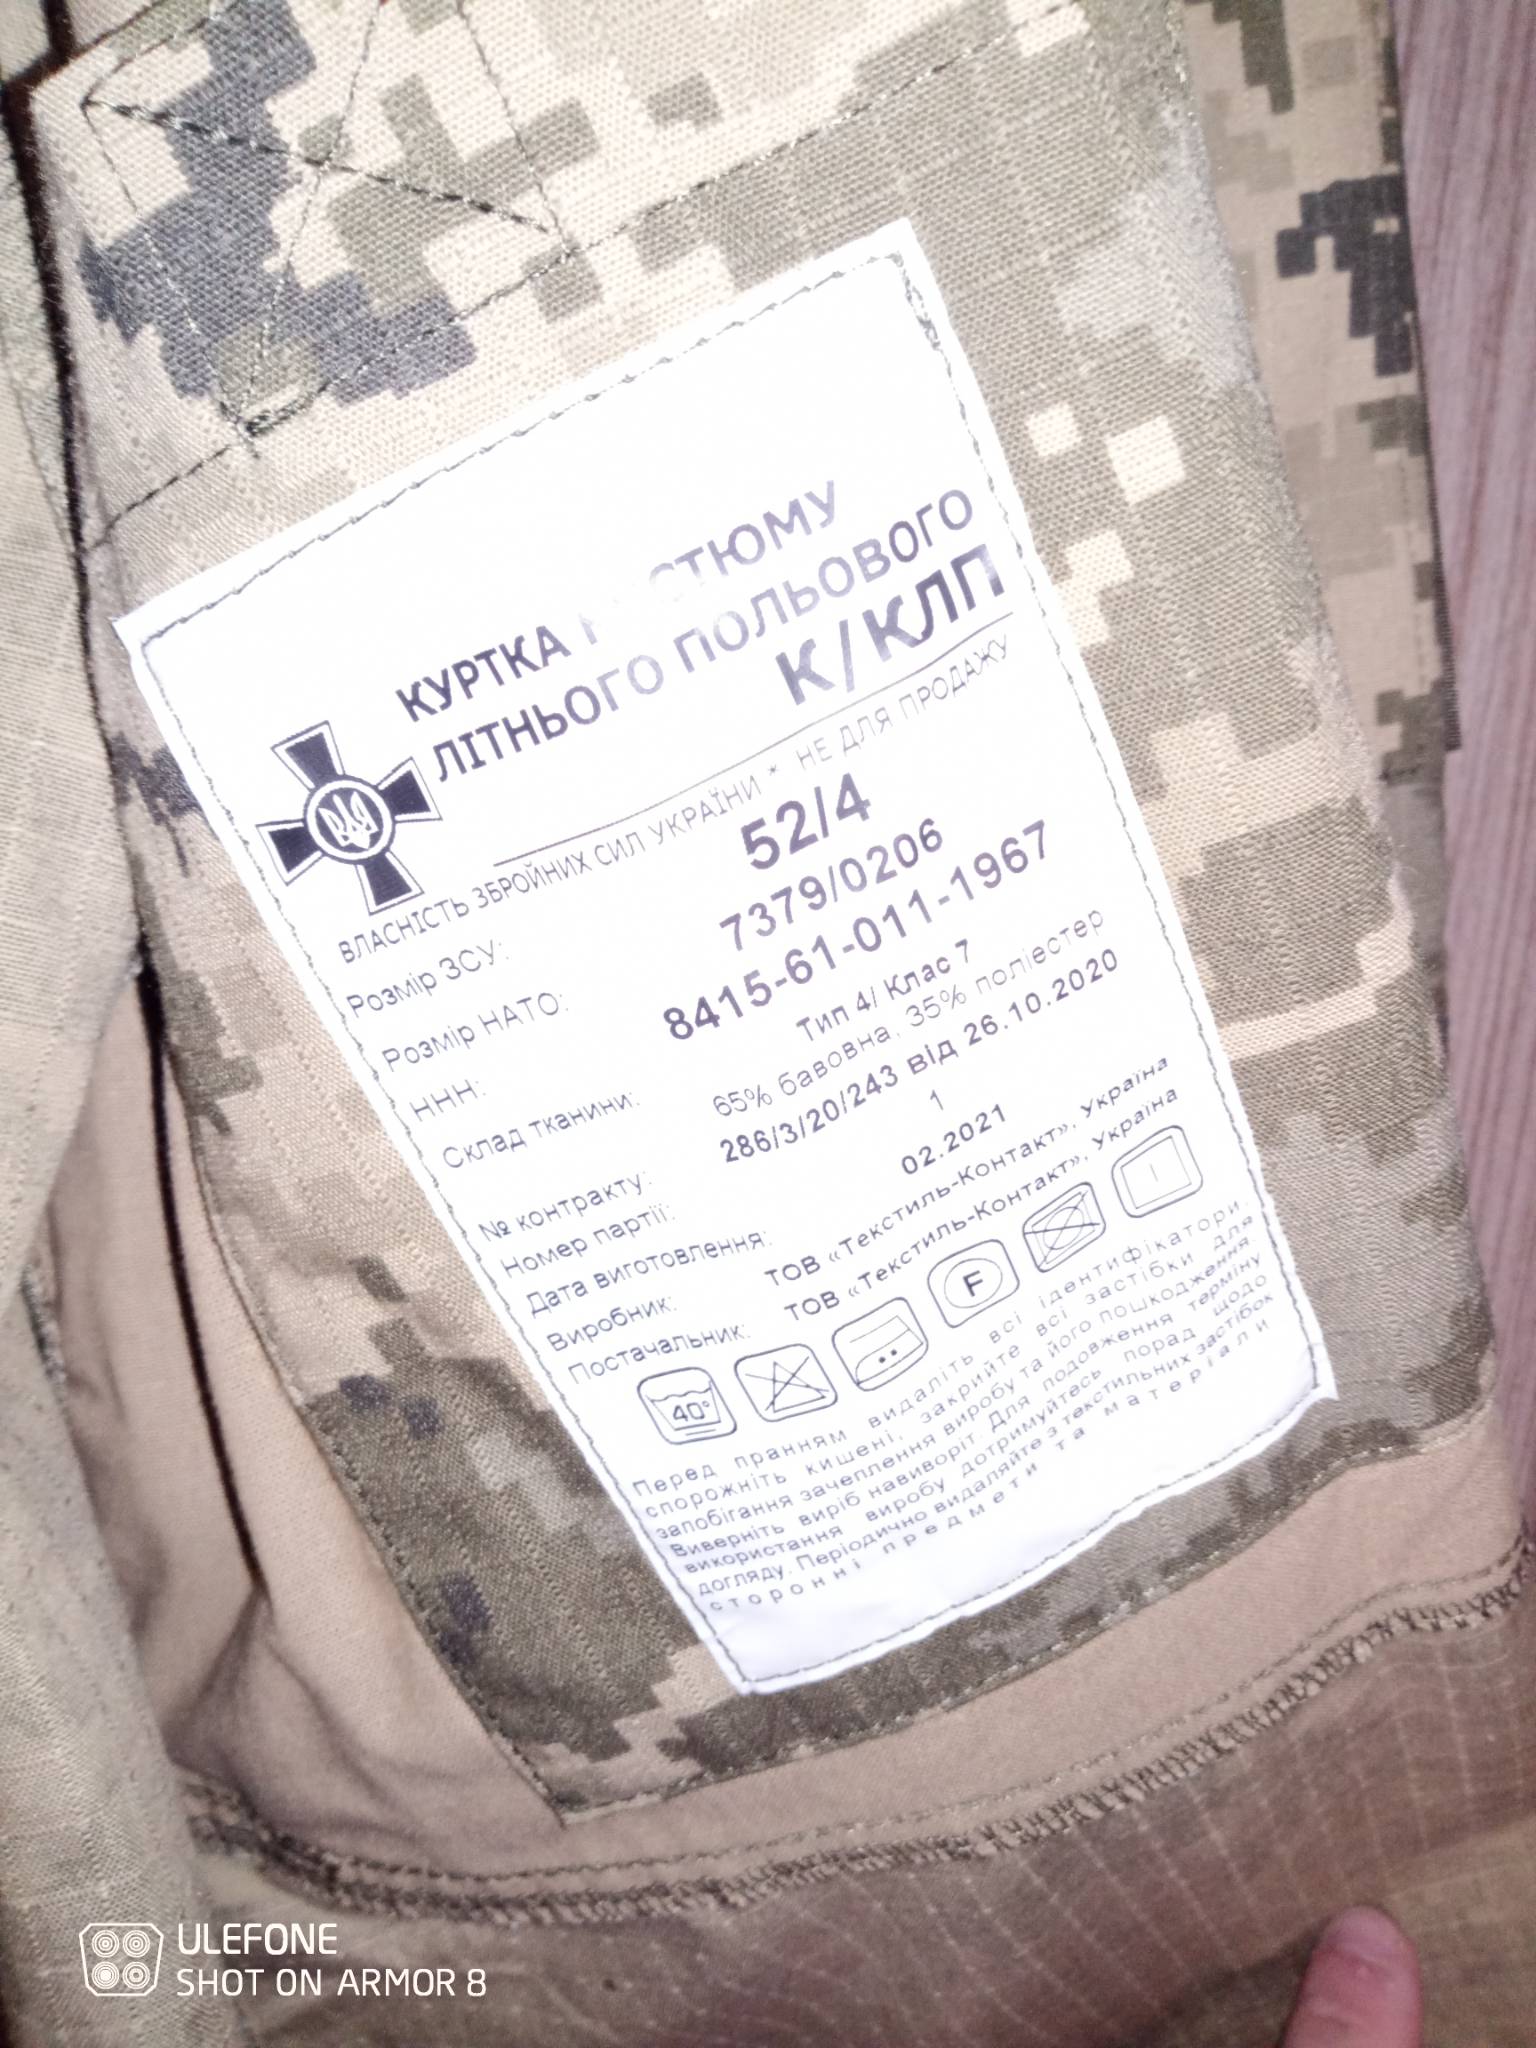 КУРТКА КОСТЮМУ
ЛІТНЬОГО ПОЛЬОВОГО
К/КЛП
ВЛАСНІСТЬ ЗБРОЙНИХ СИЛ УКРАЇНИ * НЕ ДЛЯ ПРОДАЖУ
Розмір ЗСУ: 52/4
Розмір НАТО: 7379/0206
ННН: 8415-61-011-1967
Склад тканини: Тип 4/ Клас 7
65% бавовна, 35% поліестер
№ контракту: 286/3/20/243 від 26.10.2020
Номер партії: 1
Дата виготовлення: 02.2021
Виробник: ТОВ «Текстиль-Контакт», Україна
Постачальник: ТОВ «Текстиль-Контакт», Україна
40° F
Перед пранням видаліть всі ідентифікатори,
спорожніть кишені, закрийте всі застібки для
запобігання зачеплення виробу та його пошкодження.
Виверніть виріб навиворіт. Для подовження терміну
використання виробу дотримуйтесь порад щодо
догляду. Періодично видаляйте з текстильних застібок
сторонні предмети та матеріали
ULEFONE
SHOT ON ARMOR 8